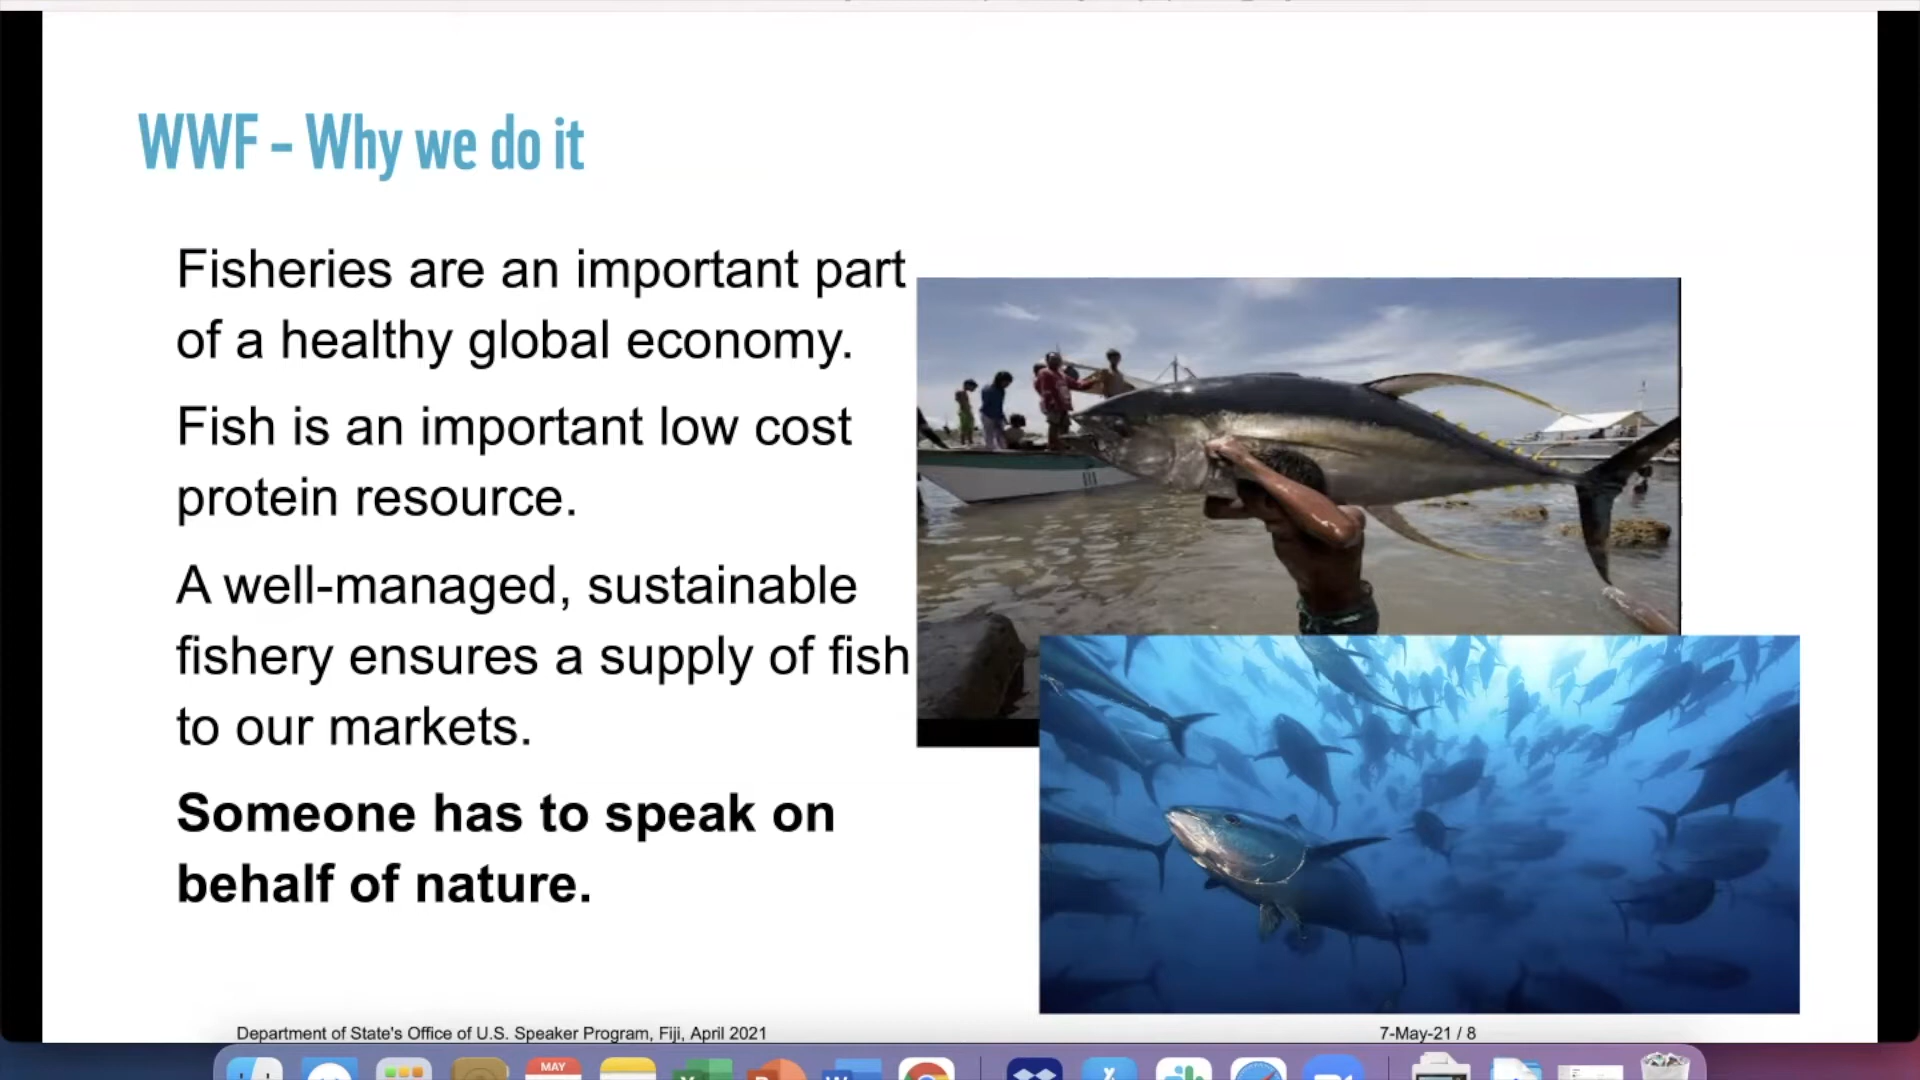 WWF - Why we do it
Fisheries are an important part
of a healthy global economy.
Fish is an important low cost
protein resource.
A well-managed, sustainable
fishery ensures a supply of fish
to our markets.
Someone has to speak on
behalf of nature.
Department of State's Office of U.S. Speaker Program, Fiji, April 2021
7-May-21 / 8
MAY